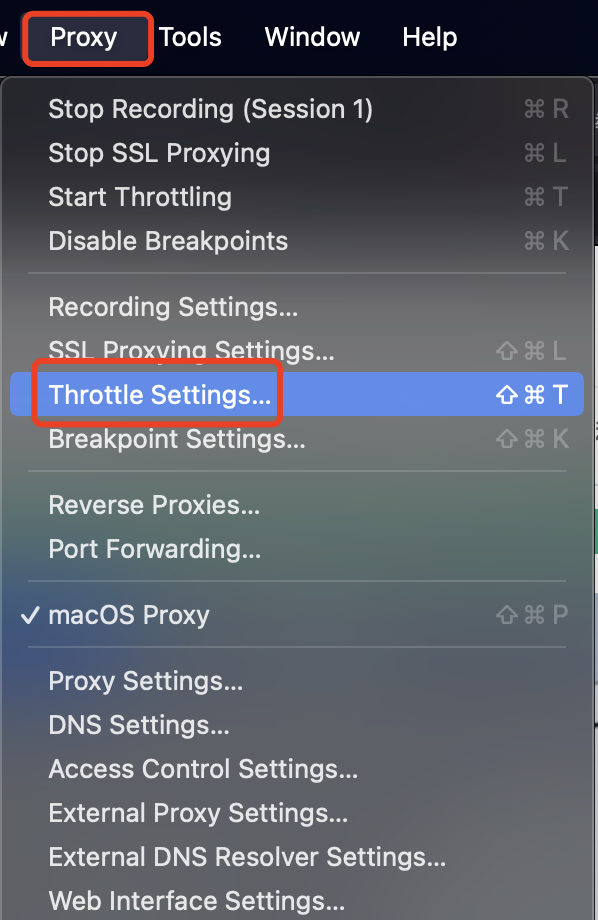 Proxy Tools Window Help
Stop Recording (Session 1) ⌘ R
Stop SSL Proxying ⌘ L
Start Throttling ⌘ T
Disable Breakpoints ⌘ K
Recording Settings...
SSL Proxying Settings... ⇧ ⌘ L
Throttle Settings... ⇧ ⌘ T
Breakpoint Settings... ⇧ ⌘ K
Reverse Proxies...
Port Forwarding...
✓ macOS Proxy ⇧ ⌘ P
Proxy Settings...
DNS Settings...
Access Control Settings...
External Proxy Settings...
External DNS Resolver Settings...
Web Interface Settings...